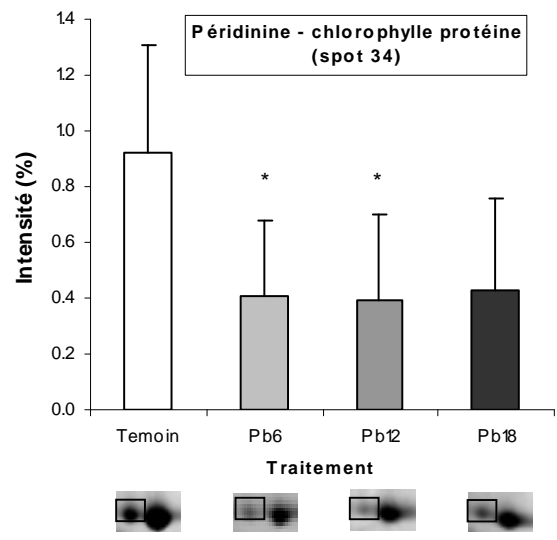 Péridinine - chlorophylle protéine
(spot 34)
1.4
1.2
1.0
0.8
0.6
0.4
0.2
0.0
Intensité (%)
*
*
Temoin Pb6 Pb12 Pb18
Traitement